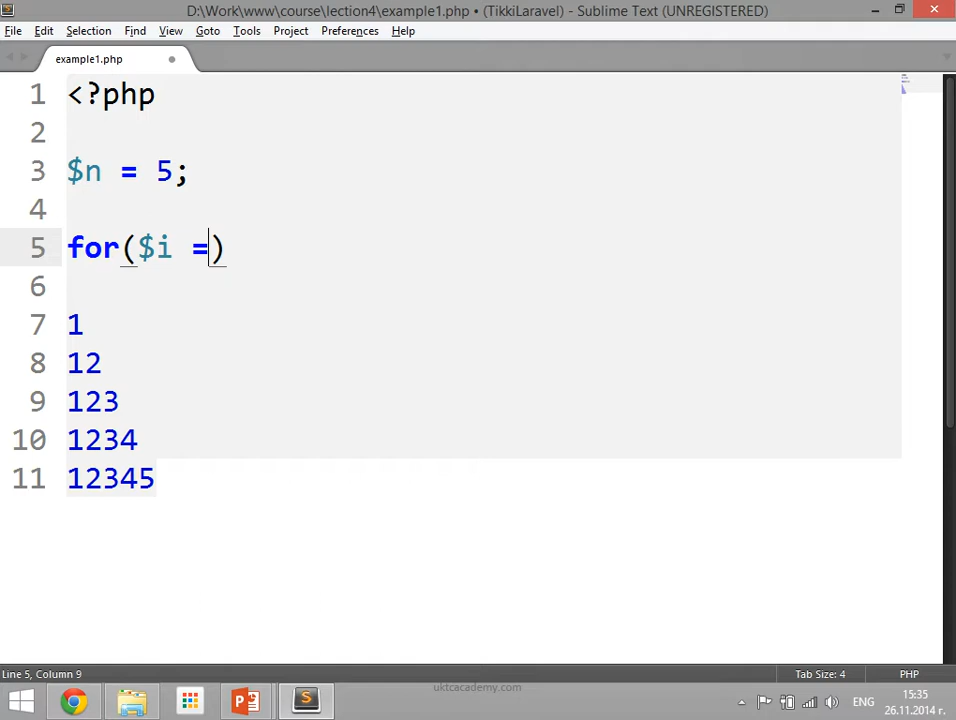 D:\Work\www\course\lection4\example1.php • (TikkiLaravel) - Sublime Text (UNREGISTERED)
File Edit Selection Find View Goto Tools Project Preferences Help
example1.php
1 <?php
2
3 $n = 5;
4
5 for($i =)
6
7 1
8 12
9 123
10 1234
11 12345
Line 5, Column 9 Tab Size: 4 PHP
uktcacademy.com
ЕНГ
15:35
26.11.2014 г.